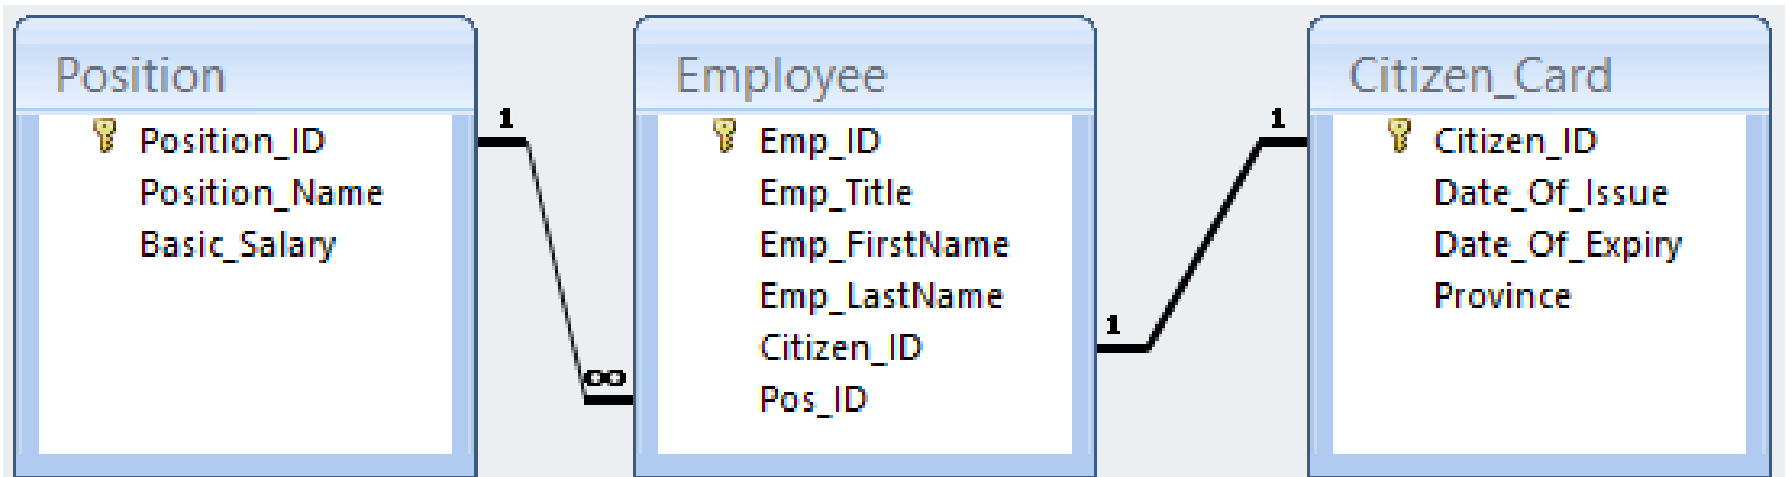 Position
Position_ID
Position_Name
Basic_Salary
1
∞
Employee
Emp_ID
Emp_Title
Emp_FirstName
Emp_LastName
Citizen_ID
Pos_ID
1
1
Citizen_Card
Citizen_ID
Date_Of_Issue
Date_Of_Expiry
Province